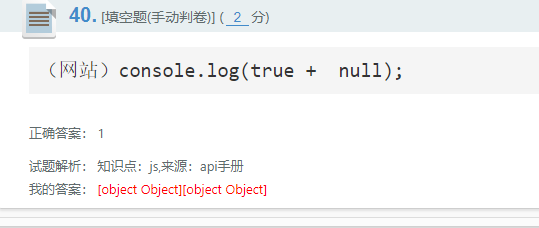 40. [填空题(手动判卷)] ( 2 分)
（网站）console.log(true +  null);
正确答案： 1
试题解析： 知识点：js,来源：api手册
我的答案： [object Object][object Object]